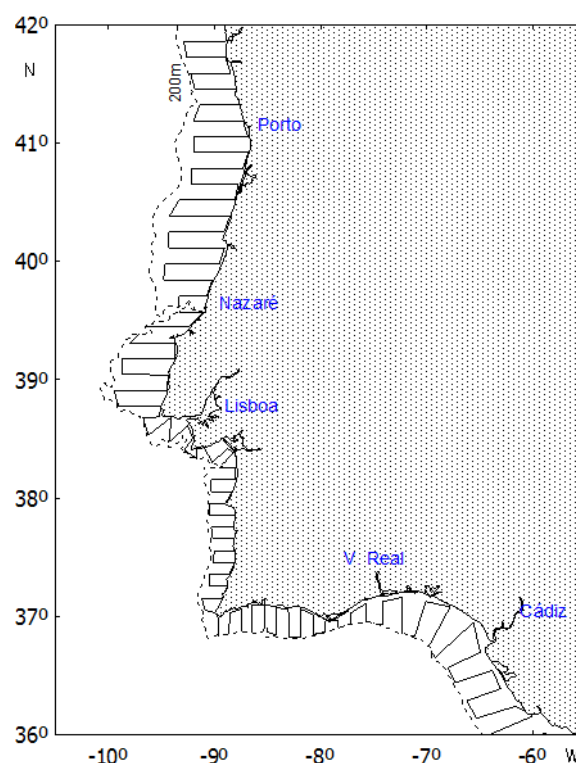 42⁰
N
200m
Porto
41⁰
40⁰
Nazaré
39⁰
Lisboa
38⁰
V. Real
37⁰
Cádiz
36⁰
-10⁰ -9⁰ -8⁰ -7⁰ -6⁰ W